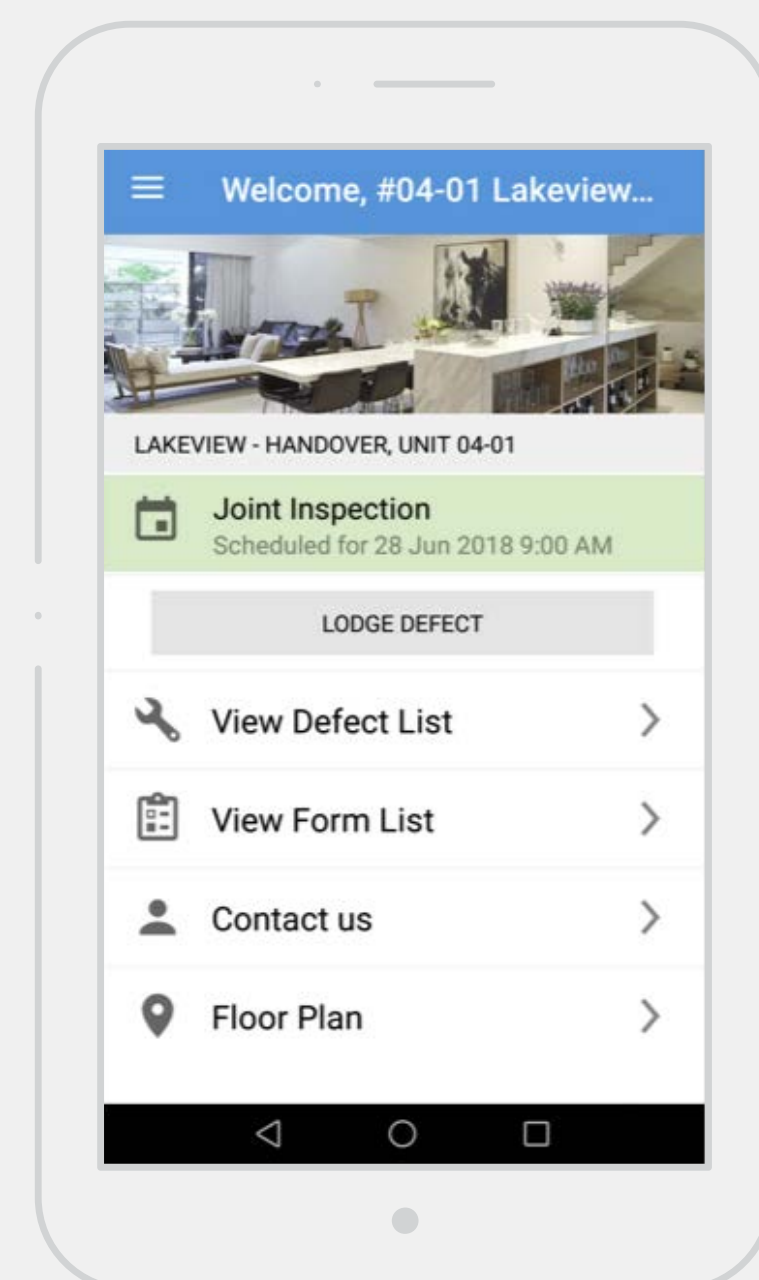 Welcome, #04-01 Lakeview...
LAKEVIEW - HANDOVER, UNIT 04-01
Joint Inspection
Scheduled for 28 Jun 2018 9:00 AM
LODGE DEFECT
View Defect List
View Form List
Contact us
Floor Plan